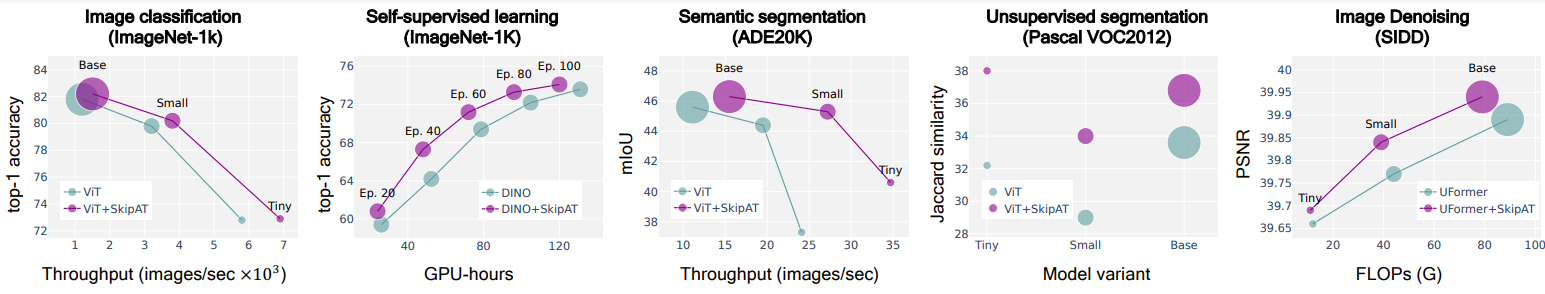 Image classification
(ImageNet-1k)
top-1 accuracy
84
82
80
78
76
74
72
Base
Small
Tiny
ViT
ViT+SkipAT
1 2 3 4 5 6 7
Throughput (images/sec ×10³)
Self-supervised learning
(ImageNet-1K)
top-1 accuracy
76
72
68
64
60
Ep. 100
Ep. 80
Ep. 60
Ep. 40
Ep. 20
DINO
DINO+SkipAT
40 80 120
GPU-hours
Semantic segmentation
(ADE20K)
mIoU
48
46
44
42
40
38
Base
Small
Tiny
ViT
ViT+SkipAT
10 15 20 25 30 35
Throughput (images/sec)
Unsupervised segmentation
(Pascal VOC2012)
Jaccard similarity
38
36
34
32
30
28
ViT
ViT+SkipAT
Tiny Small Base
Model variant
Image Denoising
(SIDD)
PSNR
40
39.95
39.9
39.85
39.8
39.75
39.7
39.65
Base
Small
Tiny
UFormer
UFormer+SkipAT
20 40 60 80 100
FLOPs (G)